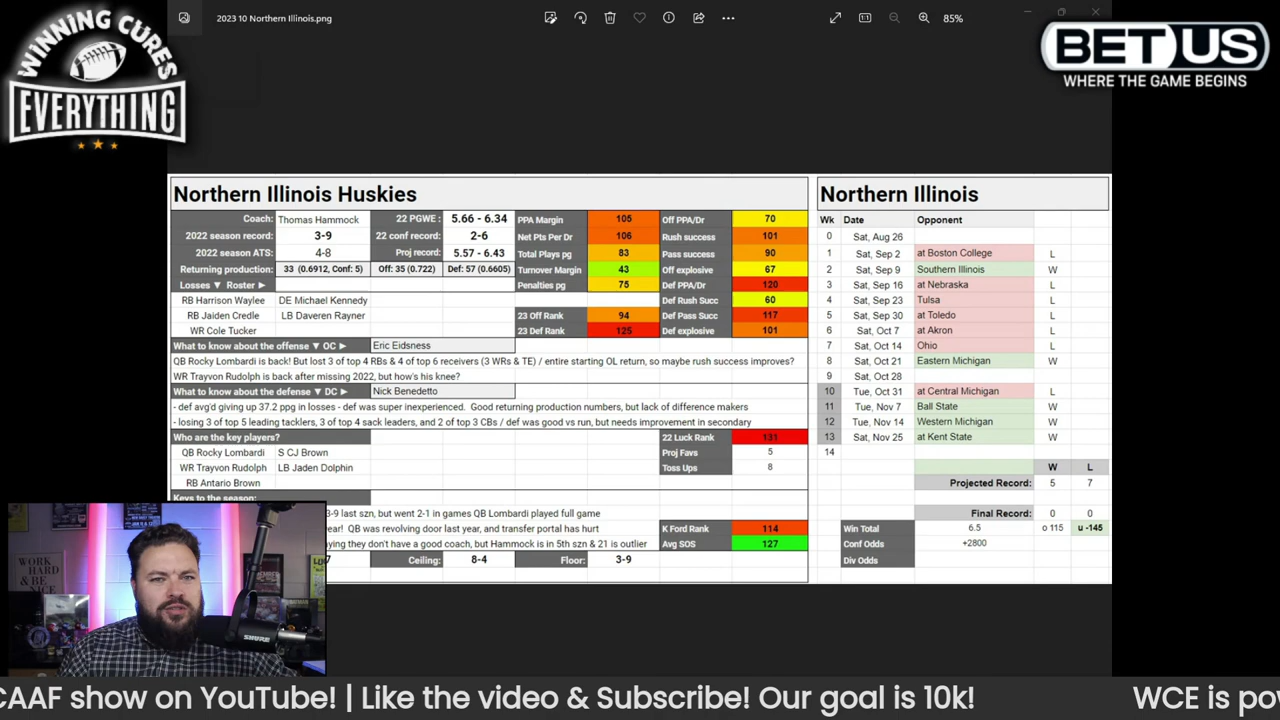 2023 10 Northern Illinois.png
85%
WINNING CURES
EVERYTHING
BETUS
WHERE THE GAME BEGINS
Northern Illinois Huskies
Coach: Thomas Hammock 22 PGWE : 5.66 - 6.34 PPA Margin 105 Off PPA/Dr 70
2022 season record: 3-9 22 conf record: 2-6 Net Pts Per Dr 106 Rush success 101
2022 season ATS: 4-8 Proj record: 5.57 - 6.43 Total Plays pg 83 Pass success 90
Returning production: 33 (0.6912, Conf: 5) Off: 35 (0.722) Def: 57 (0.6605) Turnover Margin 43 Off explosive 67
Losses ▼ Roster ► Penalties pg 75 Def PPA/Dr 120
RB Harrison Waylee DE Michael Kennedy Def Rush Succ 60
RB Jaiden Credle LB Daveren Rayner 23 Off Rank 94 Def Pass Succ 117
WR Cole Tucker 23 Def Rank 125 Def explosive 101
What to know about the offense ▼ OC ► Eric Eidsness
QB Rocky Lombardi is back! But lost 3 of top 4 RBs & 4 of top 6 receivers (3 WRs & TE) / entire starting OL return, so maybe rush success improves?
WR Trayvon Rudolph is back after missing 2022, but how's his knee?
What to know about the defense ▼ DC ► Nick Benedetto
- def avg'd giving up 37.2 ppg in losses - def was super inexperienced. Good returning production numbers, but lack of difference makers
- losing 3 of top 5 leading tacklers, 3 of top 4 sack leaders, and 2 of top 3 CBs / def was good vs run, but needs improvement in secondary
Who are the key players? 22 Luck Rank 131
QB Rocky Lombardi S CJ Brown Proj Favs 5
WR Trayvon Rudolph LB Jaden Dolphin Toss Ups 8
RB Antario Brown
Keys to the season:
3-9 last szn, but went 2-1 in games QB Lombardi played full game
year! QB was revolving door last year, and transfer portal has hurt K Ford Rank 114
aying they don't have a good coach, but Hammock is in 5th szn & 21 is outlier Avg SOS 127
7 Ceiling: 8-4 Floor: 3-9
Northern Illinois
Wk Date Opponent
0 Sat, Aug 26
1 Sat, Sep 2 at Boston College L
2 Sat, Sep 9 Southern Illinois W
3 Sat, Sep 16 at Nebraska L
4 Sat, Sep 23 Tulsa L
5 Sat, Sep 30 at Toledo L
6 Sat, Oct 7 at Akron L
7 Sat, Oct 14 Ohio L
8 Sat, Oct 21 Eastern Michigan W
9 Sat, Oct 28
10 Tue, Oct 31 at Central Michigan L
11 Tue, Nov 7 Ball State W
12 Tue, Nov 14 Western Michigan W
13 Sat, Nov 25 at Kent State W
14
W L
Projected Record: 5 7
Final Record: 0 0
Win Total 6.5 o 115 u -145
Conf Odds +2800
Div Odds
WORK HARD & BE
SHURE
CAAF show on YouTube! | Like the video & Subscribe! Our goal is 10k! WCE is pov